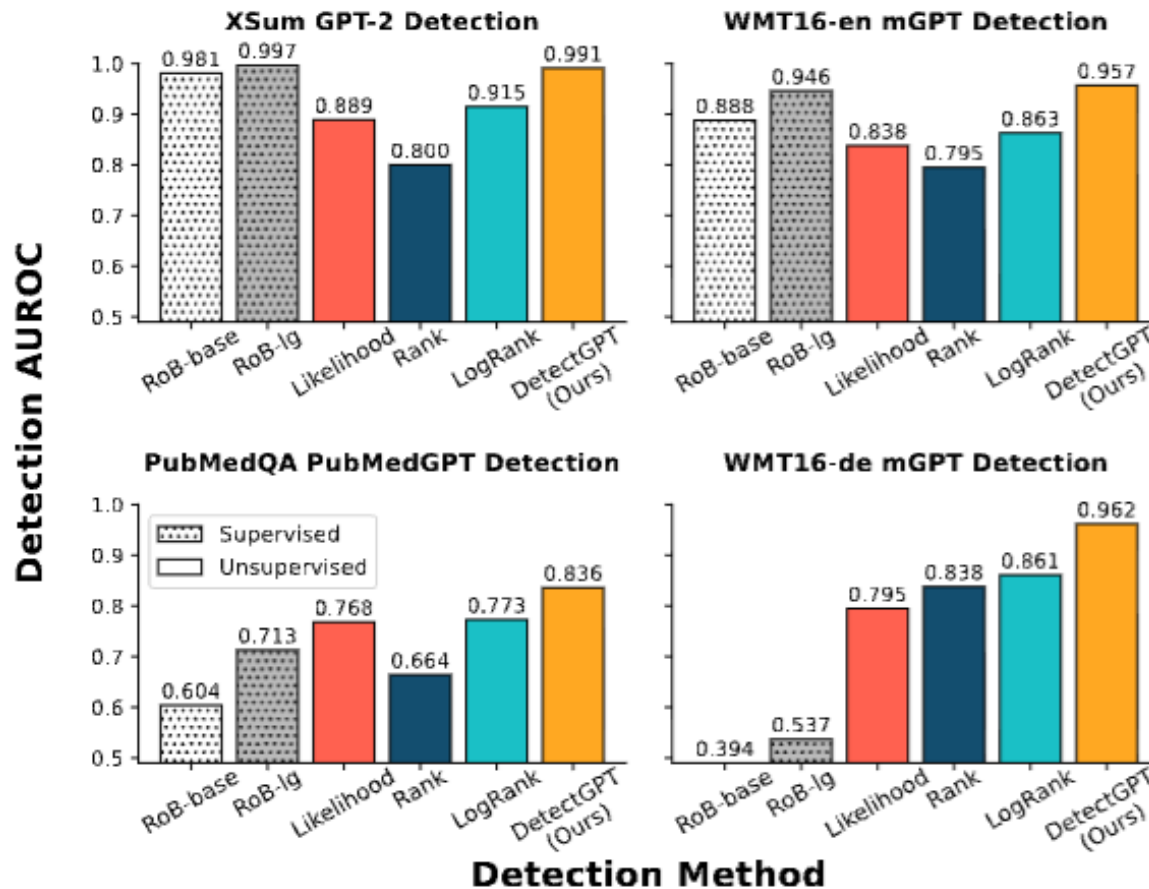 XSum GPT-2 Detection
0.981
0.997
0.889
0.800
0.915
0.991
1.0
0.9
0.8
0.7
0.6
0.5
RoB-base
RoB-lg
Likelihood
Rank
LogRank
DetectGPT
(Ours)
WMT16-en mGPT Detection
0.888
0.946
0.838
0.795
0.863
0.957
RoB-base
RoB-lg
Likelihood
Rank
LogRank
DetectGPT
(Ours)
Detection AUROC
PubMedQA PubMedGPT Detection
Supervised
Unsupervised
0.604
0.713
0.768
0.664
0.773
0.836
1.0
0.9
0.8
0.7
0.6
0.5
RoB-base
RoB-lg
Likelihood
Rank
LogRank
DetectGPT
(Ours)
WMT16-de mGPT Detection
0.394
0.537
0.795
0.838
0.861
0.962
RoB-base
RoB-lg
Likelihood
Rank
LogRank
DetectGPT
(Ours)
Detection Method